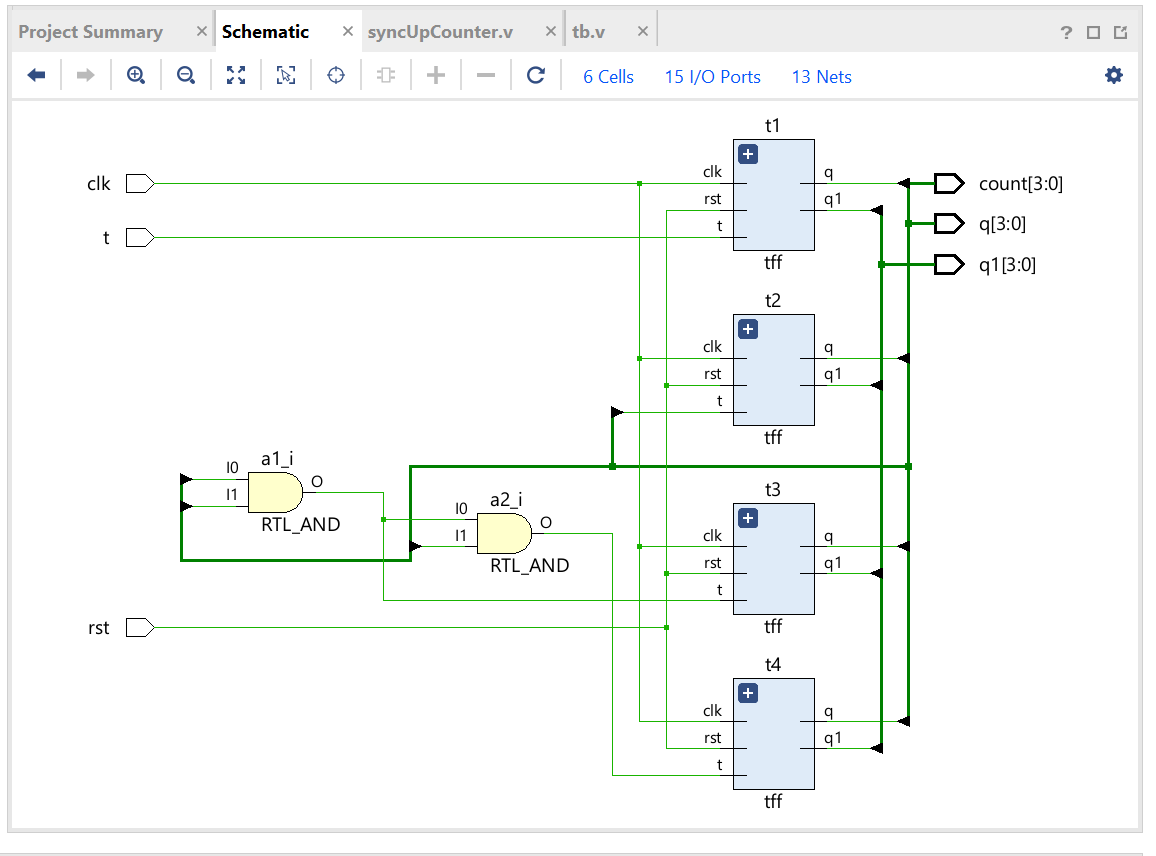 Project Summary × Schematic × syncUpCounter.v × tb.v × ?
6 Cells 15 I/O Ports 13 Nets
t1
clk
clk
q
count[3:0]
rst
q1
t
t
q[3:0]
tff
q1[3:0]
t2
clk
q
rst
q1
t
tff
a1_i
I0
O
I1
RTL_AND
a2_i
I0
O
I1
RTL_AND
t3
clk
q
rst
q1
t
tff
rst
t4
clk
q
rst
q1
t
tff